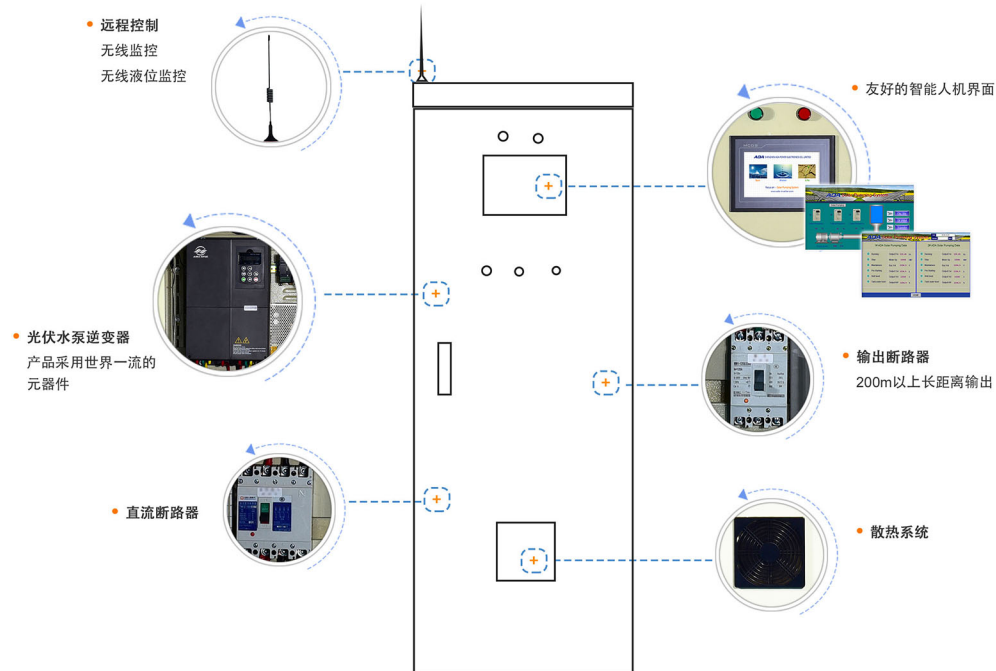 远程控制
无线监控
无线液位监控
友好的智能人机界面
光伏水泵逆变器
产品采用世界一流的
元器件
输出断路器
200m以上长距离输出
直流断路器
散热系统